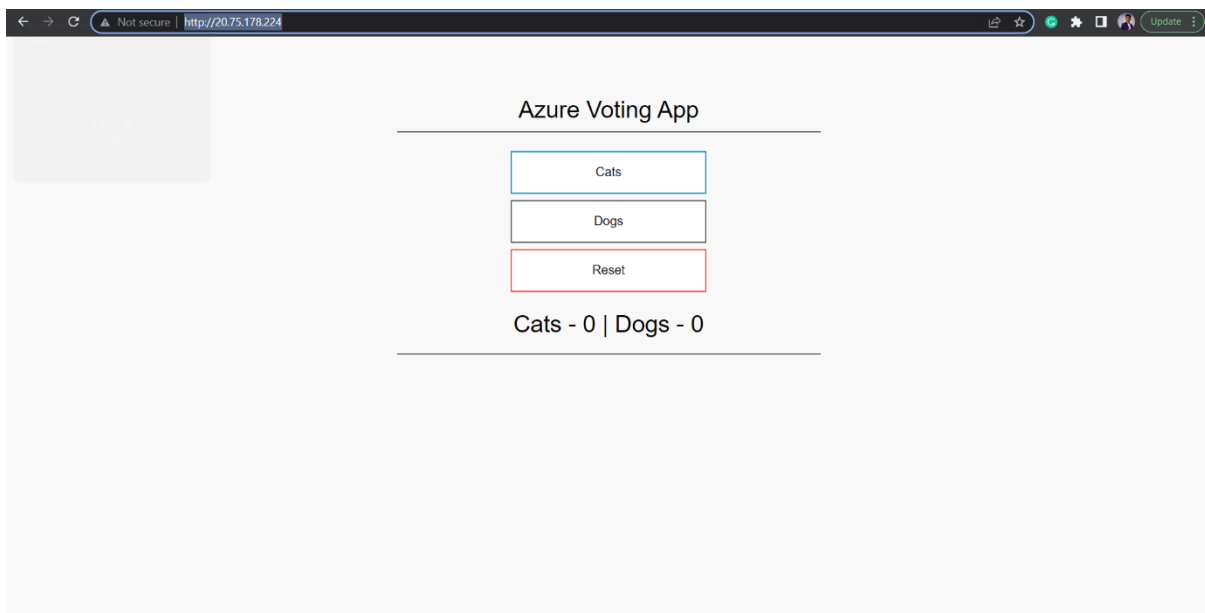 Not secure | http://20.75.178.224
Update
Azure Voting App
Cats
Dogs
Reset
Cats - 0 | Dogs - 0